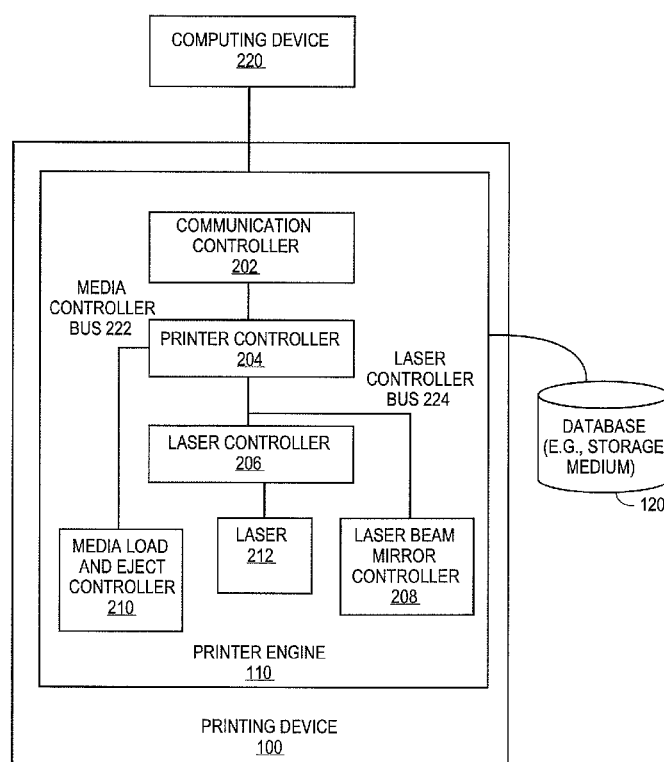 COMPUTING DEVICE
220
COMMUNICATION
CONTROLLER
202
MEDIA
CONTROLLER
BUS 222
PRINTER CONTROLLER
204
LASER
CONTROLLER
BUS 224
LASER CONTROLLER
206
DATABASE
(E.G., STORAGE
MEDIUM)
120
MEDIA LOAD
AND EJECT
CONTROLLER
210
LASER
212
LASER BEAM
MIRROR
CONTROLLER
208
PRINTER ENGINE
110
PRINTING DEVICE
100